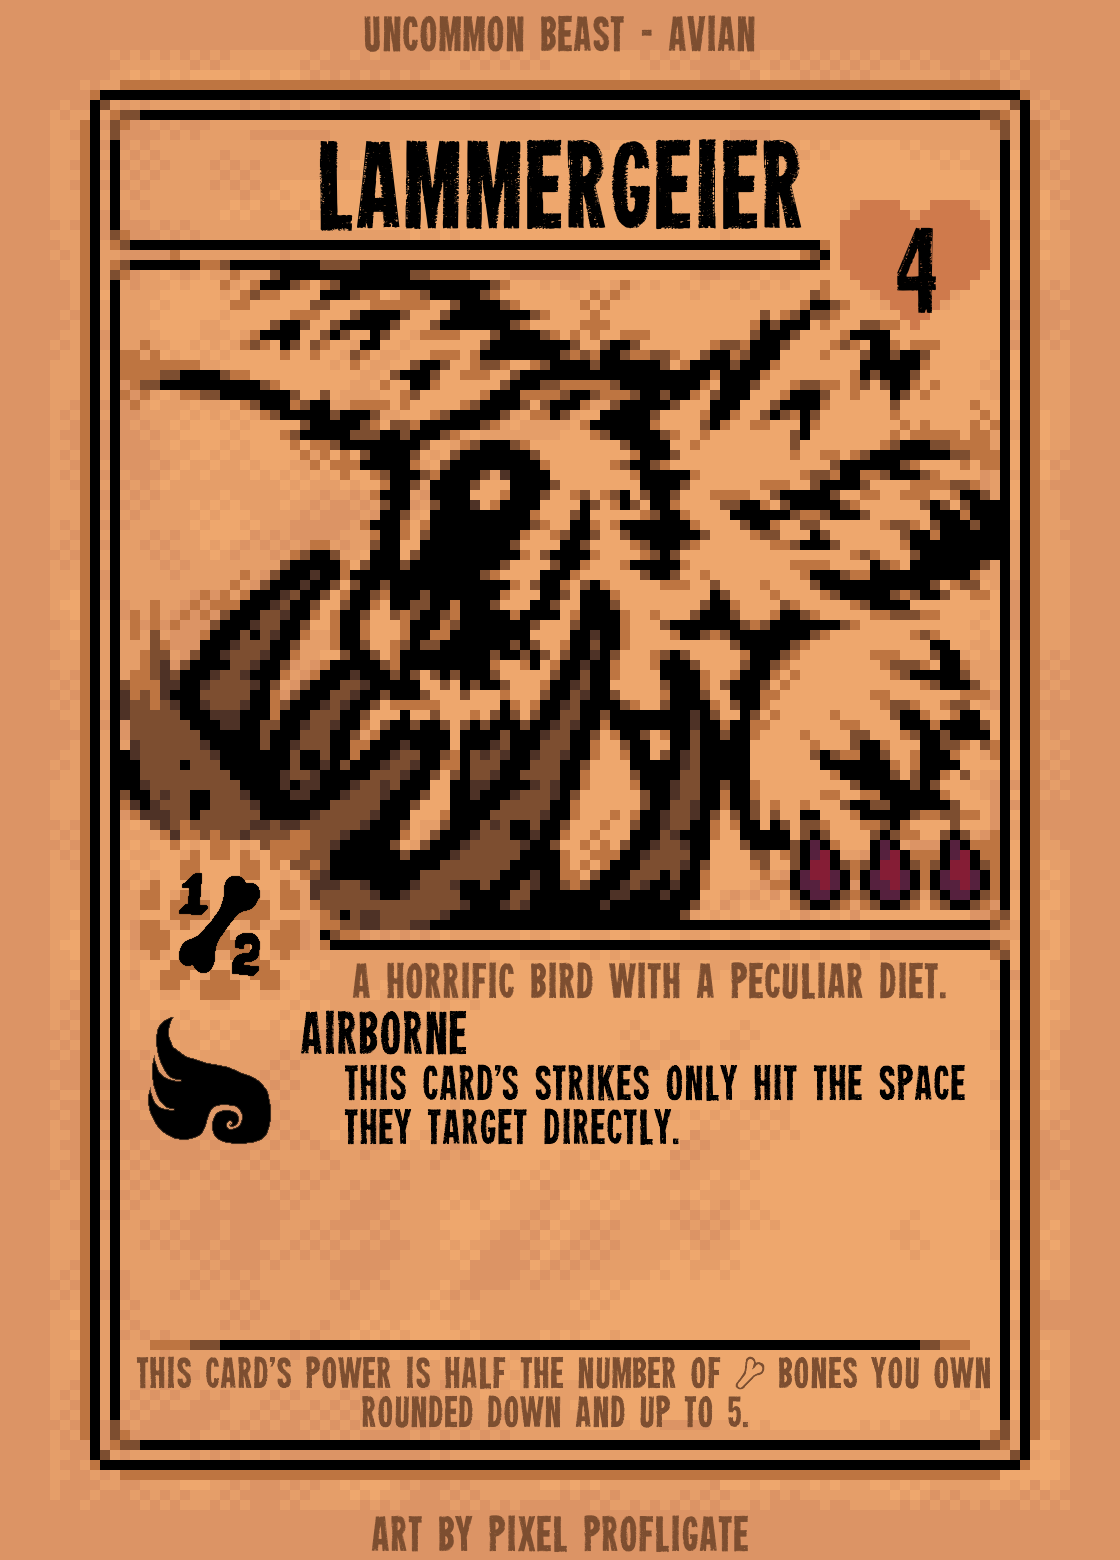 UNCOMMON BEAST - AVIAN
LAMMERGEIER
4
1
2
A HORRIFIC BIRD WITH A PECULIAR DIET.
AIRBORNE
THIS CARD'S STRIKES ONLY HIT THE SPACE
THEY TARGET DIRECTLY.
THIS CARD'S POWER IS HALF THE NUMBER OF BONES YOU OWN
ROUNDED DOWN AND UP TO 5.
ART BY PIXEL PROFLIGATE